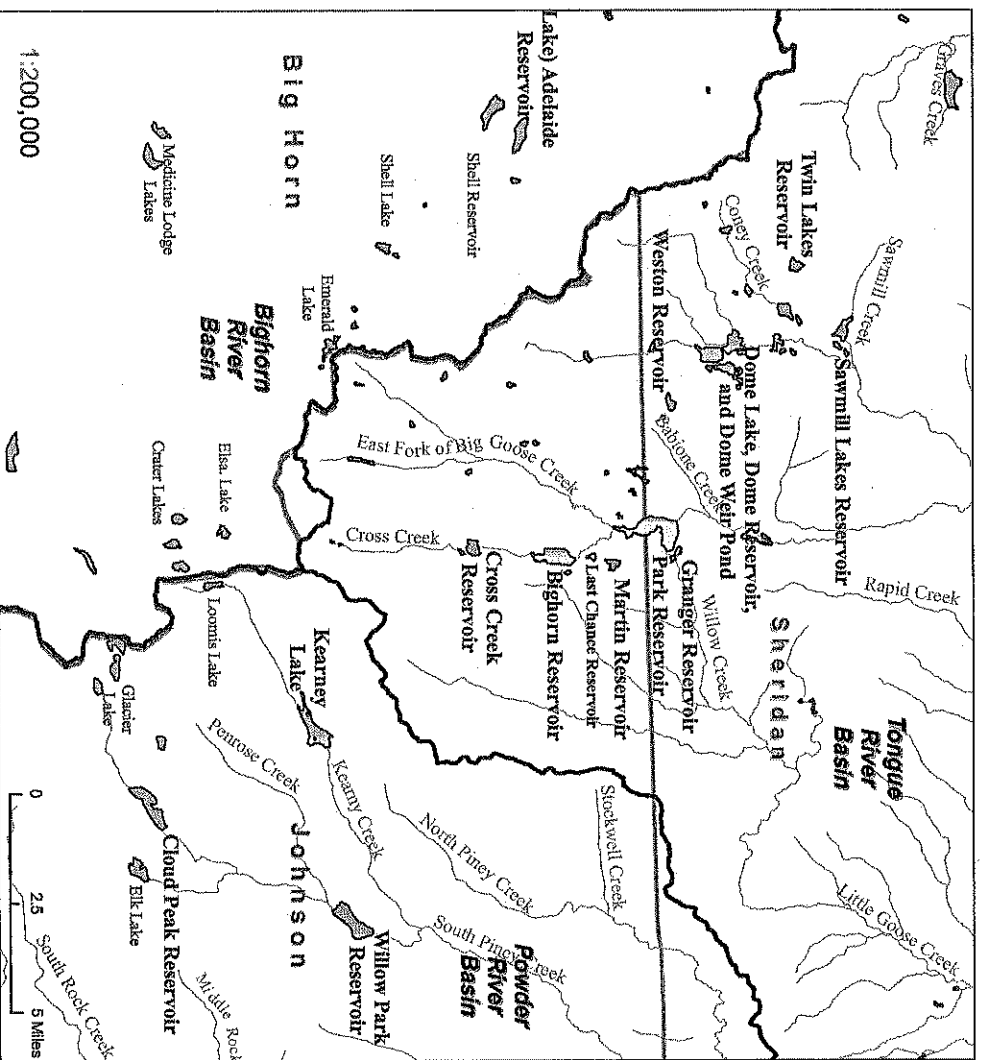 Graves Creek
Lake) Adelaide
Reservoir
Twin Lakes
Reservoir
Coney Creek
Sawmill Creek
Shell Reservoir
Shell Lake
Big Horn
Medicine Lodge
Lakes
1:200,000
Weston Reservoir
Sawmill Lakes Reservoir
Dome Lake, Dome Reservoir,
and Dome Weir Pond
Babione Creek
Emerald
Lake
Bighorn
River
Basin
East Fork of Big Goose Creek
Elsa. Lake
Crater Lakes
Cross Creek
Rapid Creek
Granger Reservoir
Willow Creek
Park Reservoir
Martin Reservoir
Last Chance Reservoir
Bighorn Reservoir
Cross Creek
Reservoir
Loomis Lake
Sheridan
Tongue
River
Basin
Kearney
Lake
Glacier
Lake
Penrose Creek
Kearny Creek
Stockwell Creek
North Piney Creek
South Piney Creek
Little Goose Creek
Johnson
Cloud Peak Reservoir
Elk Lake
Willow Park
Reservoir
Powder
River
Basin
Middle Rock
South Rock Creek
0
2.5
5 Miles